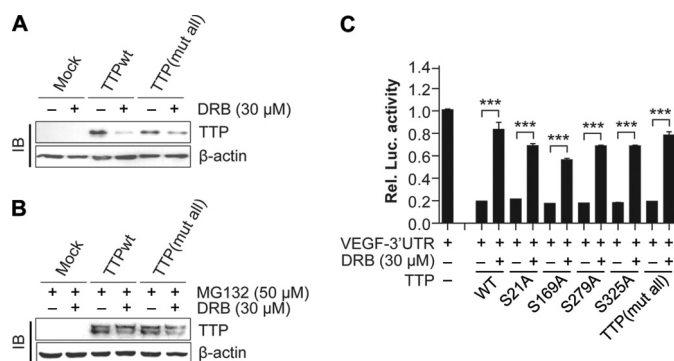 A
Mock
TTPwt
TTP(mut all)
– + – + – + DRB (30 µM)
IB
TTP
β-actin
B
Mock
TTPwt
TTP(mut all)
+ + + + + + MG132 (50 µM)
– + – + – + DRB (30 µM)
IB
TTP
β-actin
C
Rel. Luc. activity
1.4
1.2
1.0
0.8
0.6
0.4
0.2
0.0
*** *** *** *** *** ***
VEGF-3'UTR + + + + + + + + + + + + +
DRB (30 µM) – – + – + – + – + – + – +
TTP – WT S21A S169A S279A S325A TTP(mut all)